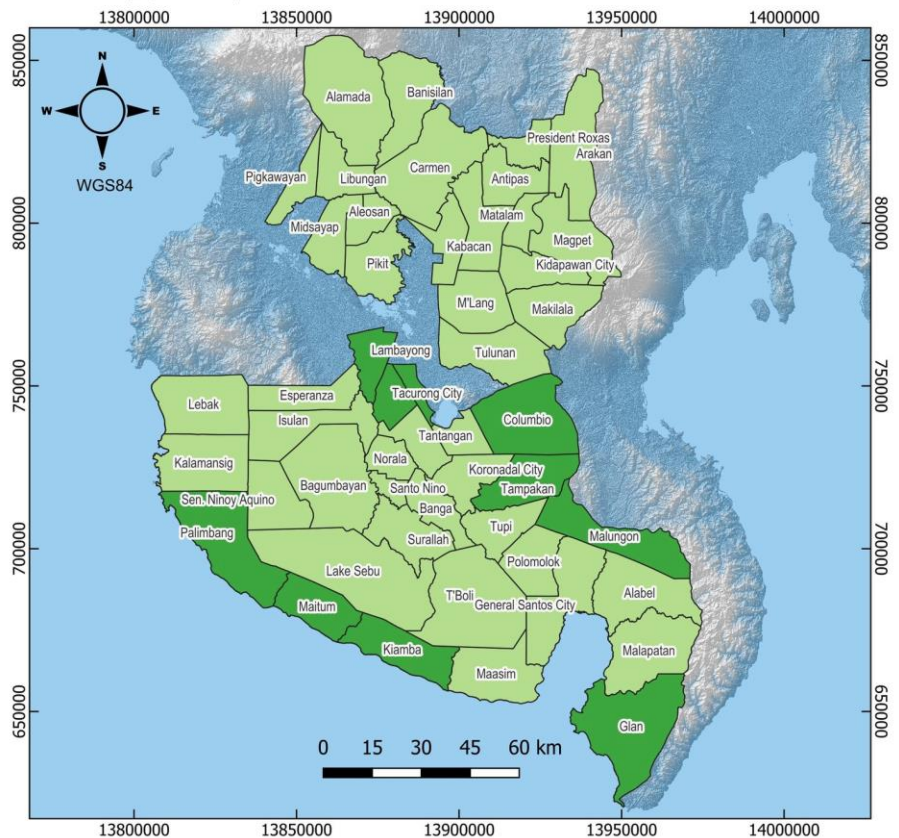 13800000 13850000 13900000 13950000 14000000
850000 850000
N
W E
S
WGS84
Alamada
Banisilan
President Roxas
Arakan
Pigkawayan
Libungan
Carmen
Antipas
Midsayap
Aleosan
Matalam
Kabacan
Magpet
800000 800000
Pikit
Kidapawan City
M'Lang
Makilala
Tulunan
Lambayong
750000 750000
Lebak
Esperanza
Tacurong City
Columbio
Isulan
Tantangan
Kalamansig
Norala
Koronadal City
Bagumbayan
Santo Nino
Tampakan
Sen. Ninoy Aquino
Banga
Palimbang
Surallah
Tupi
Malungon
700000 700000
Lake Sebu
Polomolok
T'Boli
General Santos City
Alabel
Maitum
Kiamba
Maasim
Malapatan
650000 650000
Glan
0 15 30 45 60 km
13800000 13850000 13900000 13950000 14000000